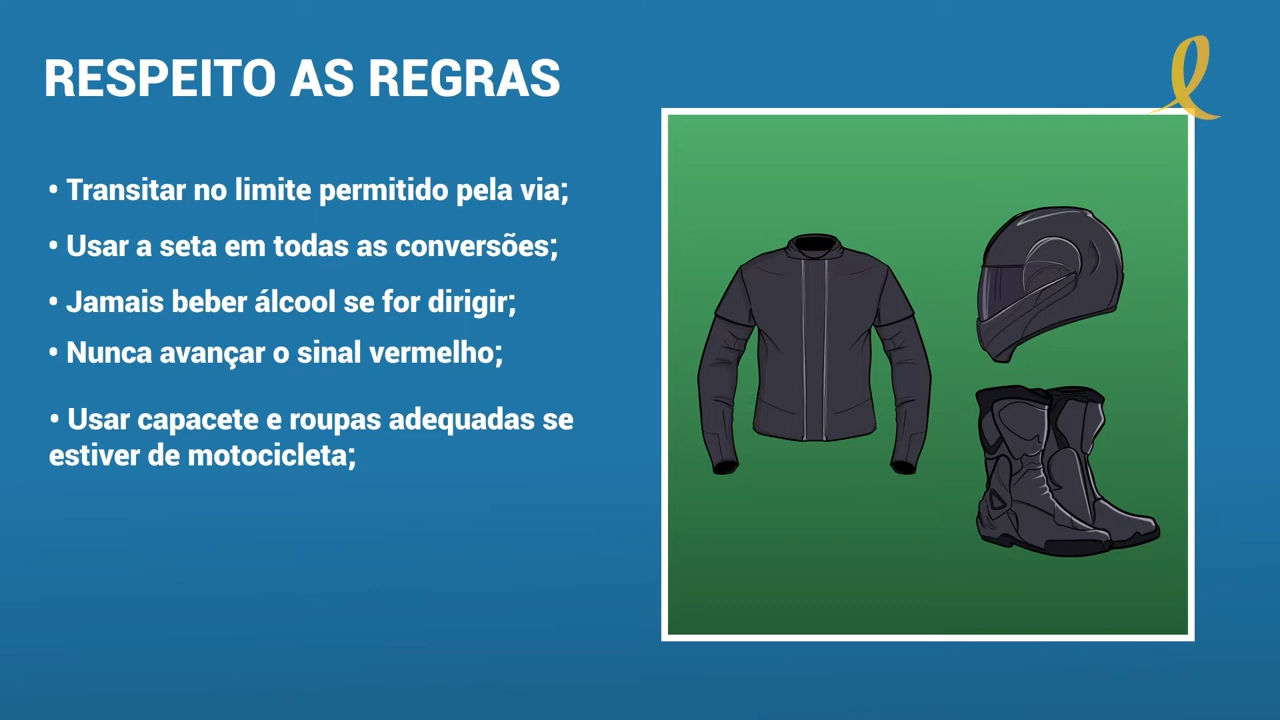 RESPEITO AS REGRAS
• Transitar no limite permitido pela via;
• Usar a seta em todas as conversões;
• Jamais beber álcool se for dirigir;
• Nunca avançar o sinal vermelho;
• Usar capacete e roupas adequadas se
estiver de motocicleta;